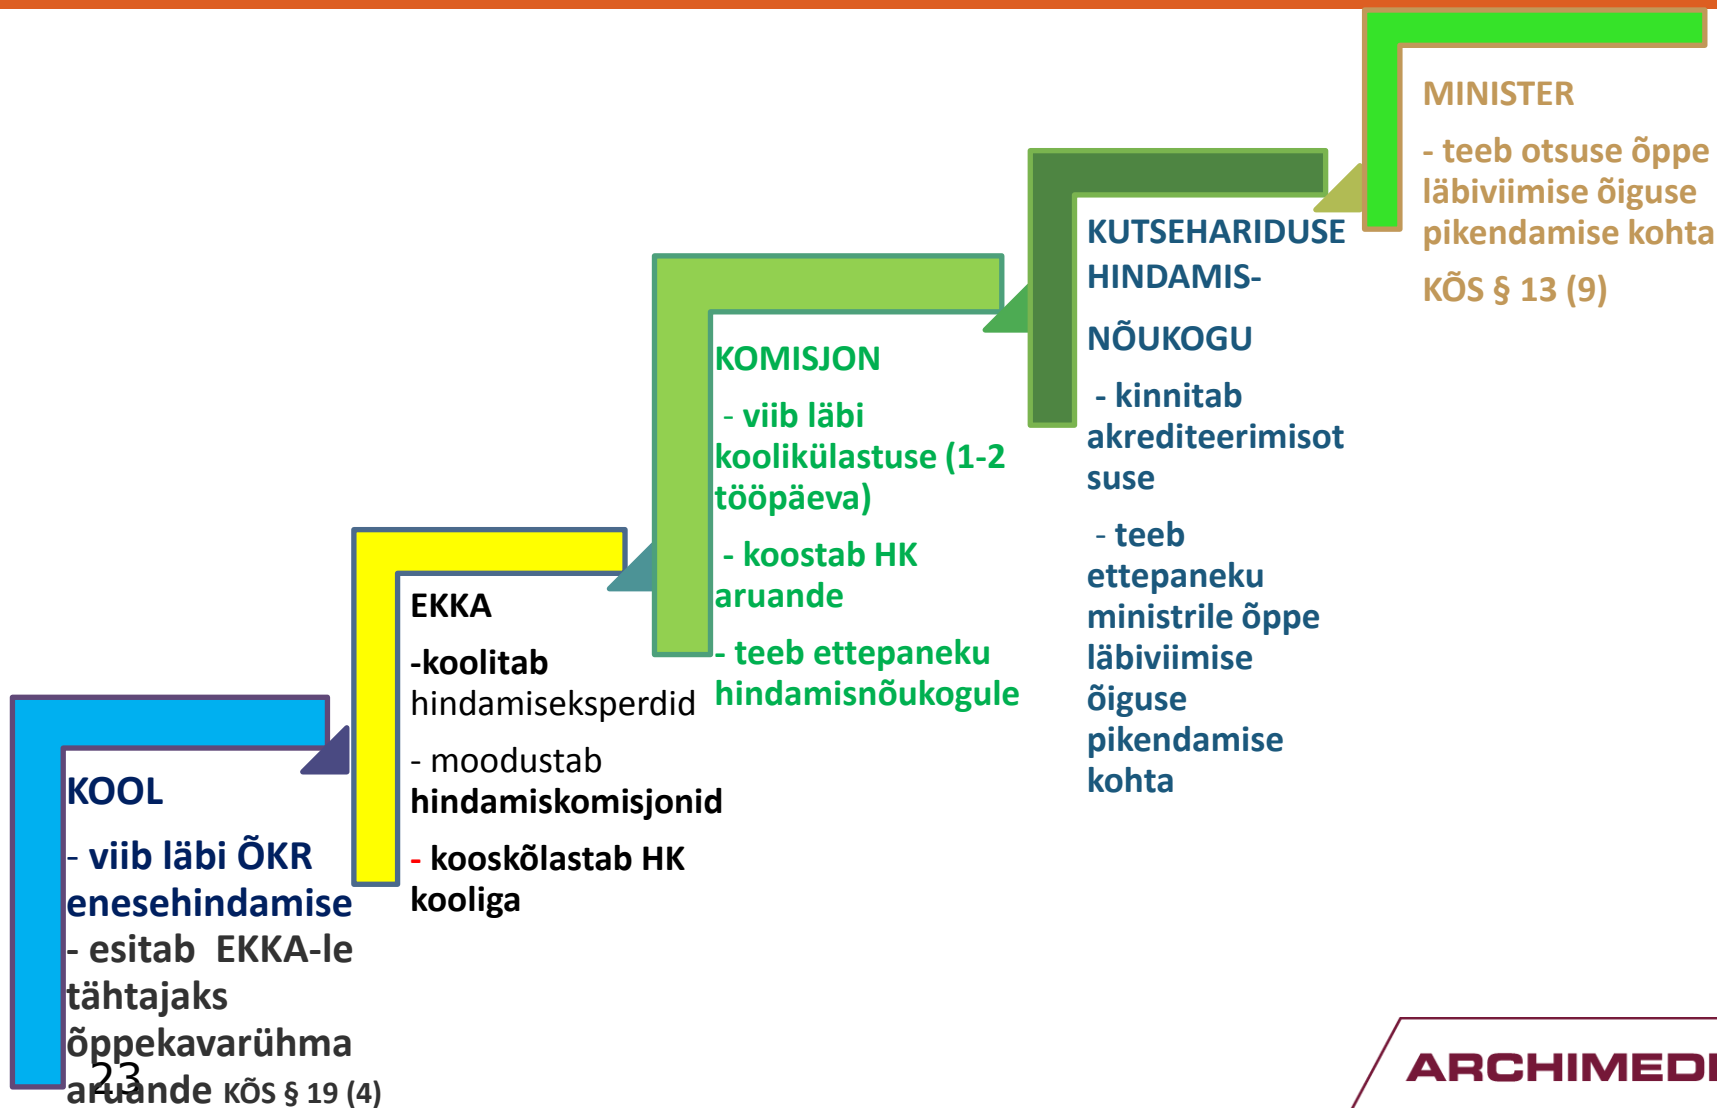 KOOL
- viib läbi ÕKR
enesehindamise
- esitab EKKA-le
tähtajaks
õppekavarühma
aruande KÕS § 19 (4)
23
EKKA
-koolitab
hindamiseksperdid
- moodustab
hindamiskomisjonid
- kooskõlastab HK
kooliga
KOMISJON
- viib läbi
koolikülastuse (1-2
tööpäeva)
- koostab HK
aruande
- teeb ettepaneku
hindamisnõukogule
KUTSEHARIDUSE
HINDAMIS-
NÕUKOGU
- kinnitab
akrediteerimisot
suse
- teeb
ettepaneku
ministrile õppe
läbiviimise
õiguse
pikendamise
kohta
MINISTER
- teeb otsuse õppe
läbiviimise õiguse
pikendamise kohta
KÕS § 13 (9)